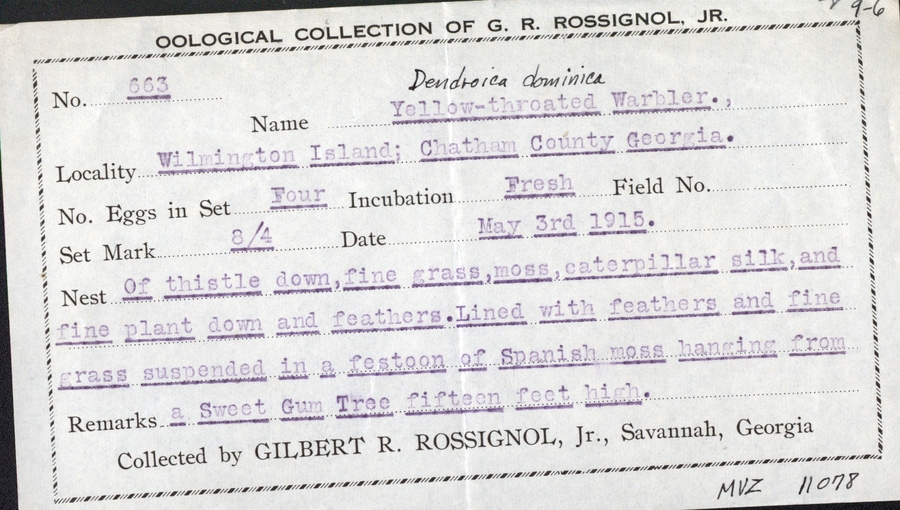 9-6
OOLOGICAL COLLECTION OF G. R. ROSSIGNOL, JR.
Dendroica dominica
No. 663 Name Yellow-throated Warbler.,
Locality Wilmington Island; Chatham County Georgia.
No. Eggs in Set Four Incubation Fresh Field No.
Set Mark 8/4 Date May 3rd 1915.
Nest Of thistle down,fine grass,moss,caterpillar silk,and
fine plant down and feathers.Lined with feathers and fine
grass suspended in a festoon of Spanish moss hanging from
Remarks a Sweet Gum Tree fifteen feet high.
Collected by GILBERT R. ROSSIGNOL, Jr., Savannah, Georgia
MVZ 11078